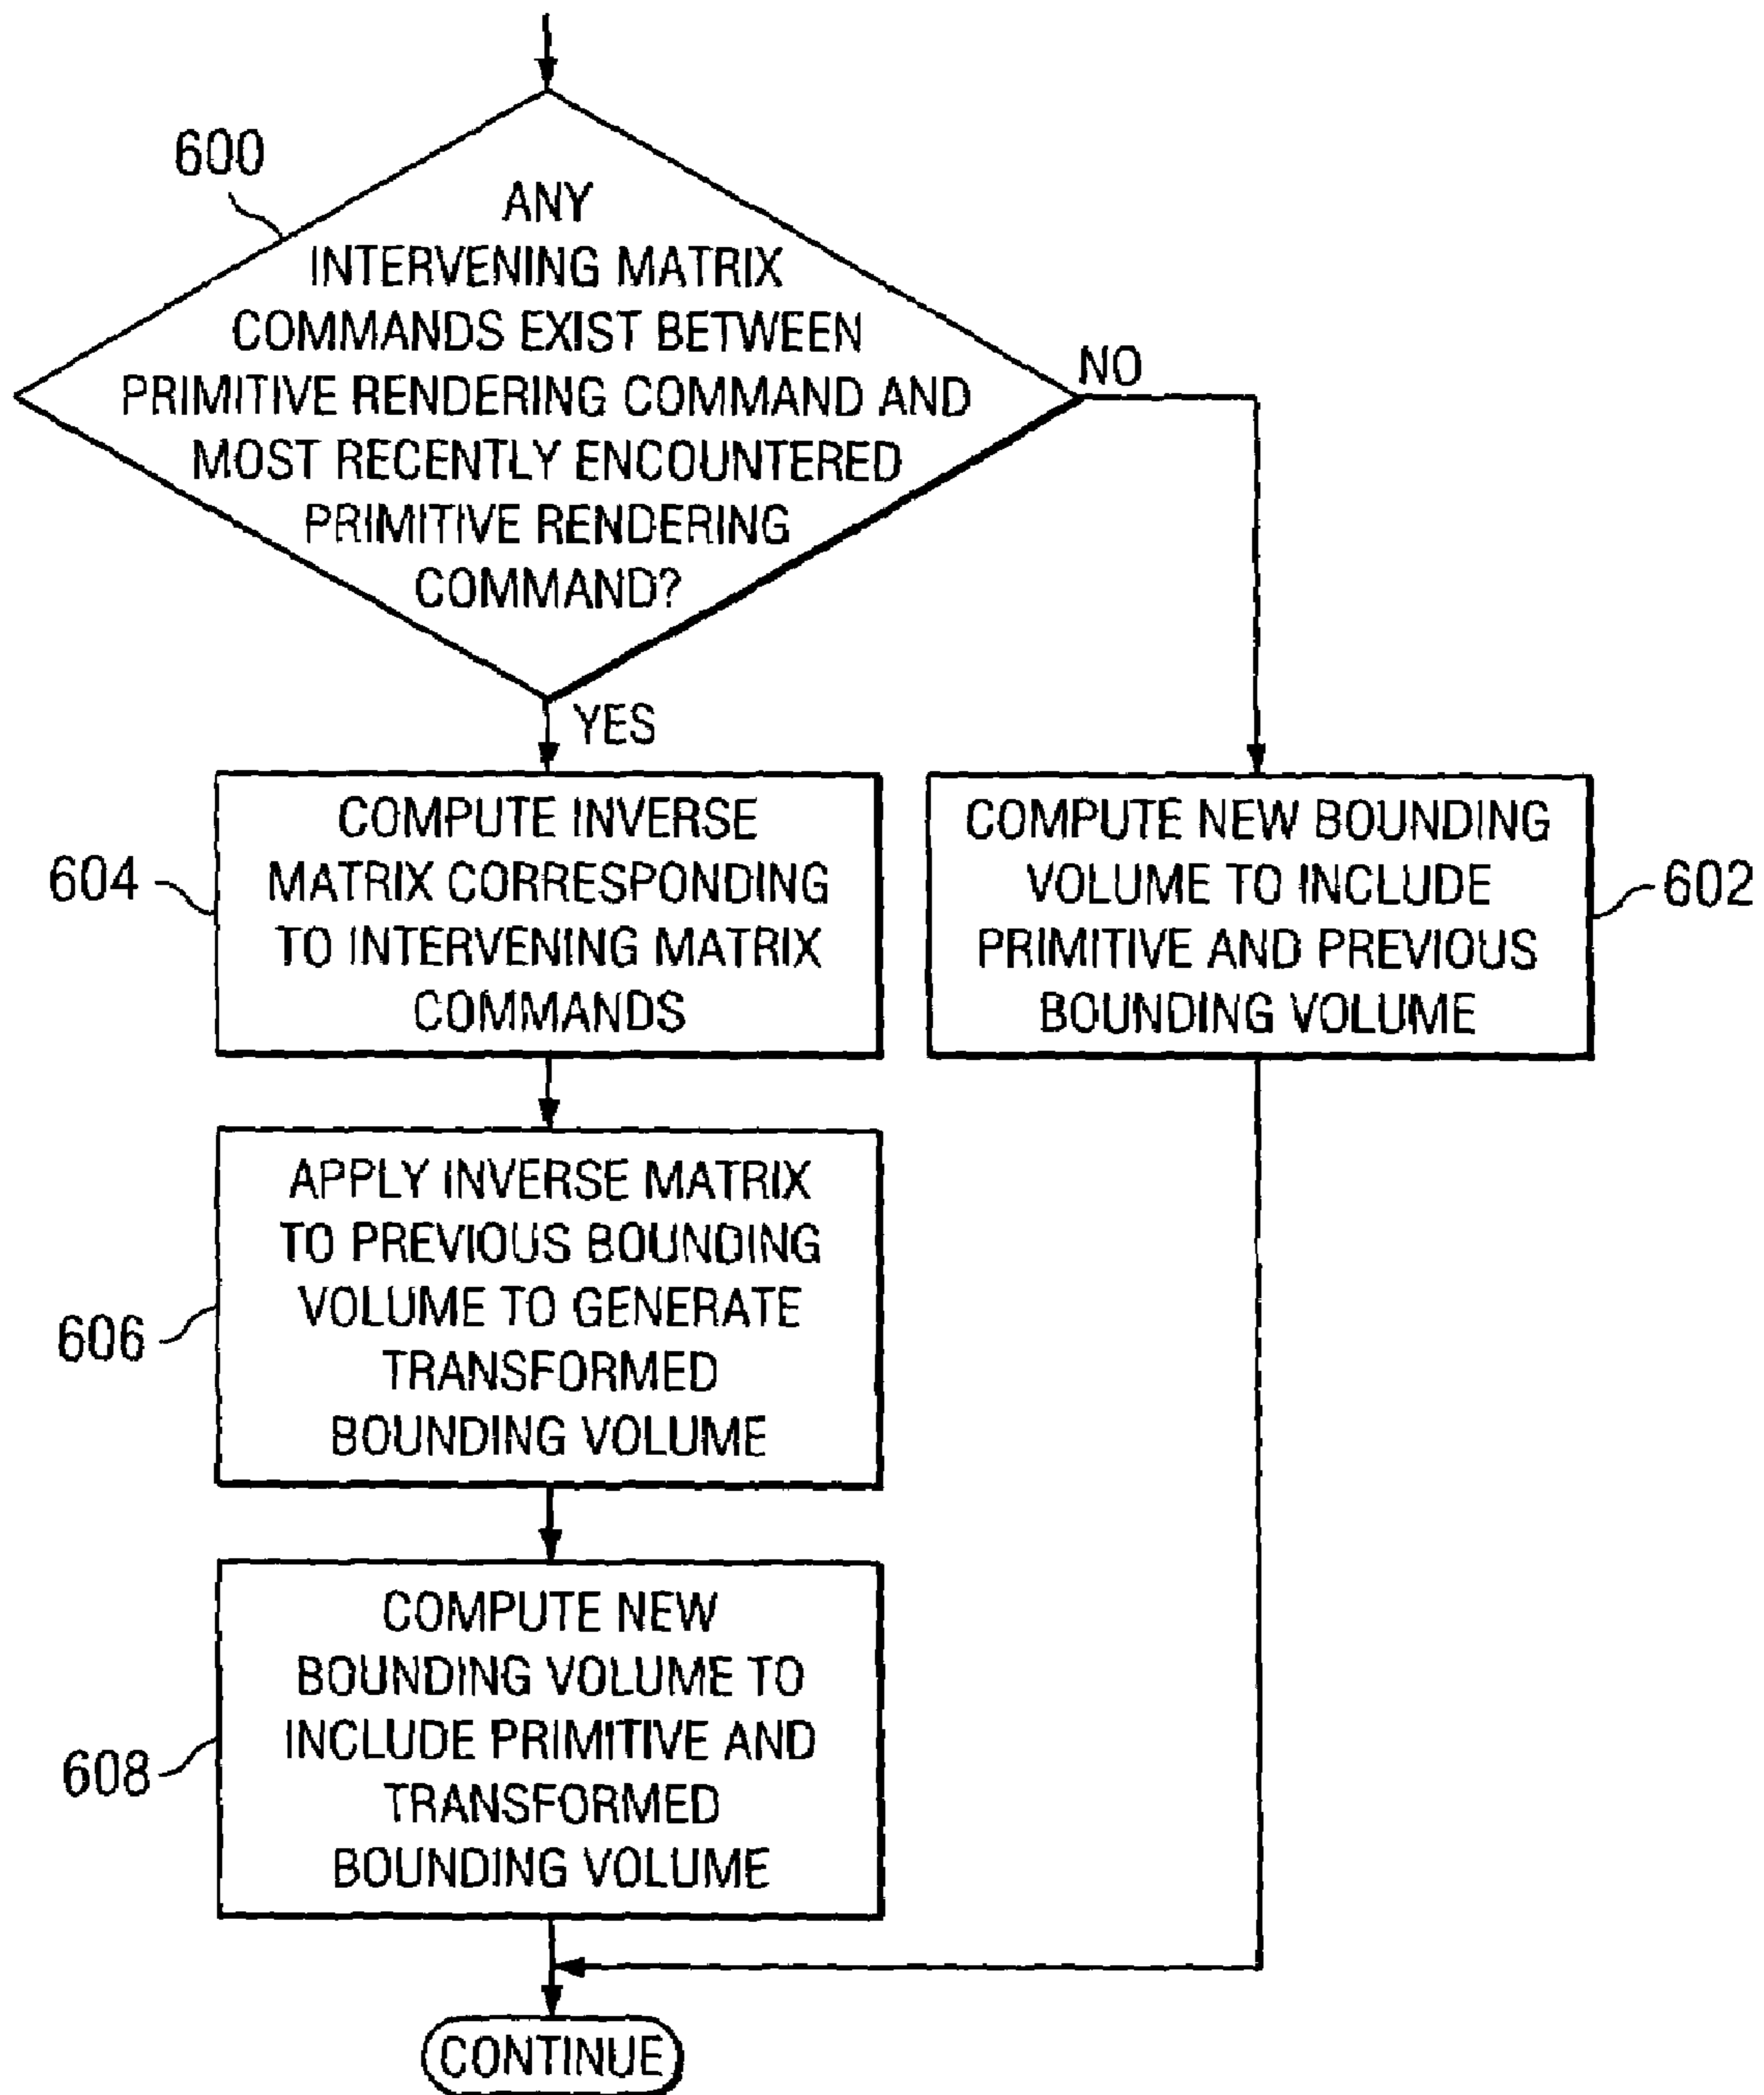 600
ANY
INTERVENING MATRIX
COMMANDS EXIST BETWEEN
PRIMITIVE RENDERING COMMAND AND
MOST RECENTLY ENCOUNTERED
PRIMITIVE RENDERING
COMMAND?
NO
YES
604
COMPUTE INVERSE
MATRIX CORRESPONDING
TO INTERVENING MATRIX
COMMANDS
COMPUTE NEW BOUNDING
VOLUME TO INCLUDE
PRIMITIVE AND PREVIOUS
BOUNDING VOLUME
602
606
APPLY INVERSE MATRIX
TO PREVIOUS BOUNDING
VOLUME TO GENERATE
TRANSFORMED
BOUNDING VOLUME
608
COMPUTE NEW
BOUNDING VOLUME TO
INCLUDE PRIMITIVE AND
TRANSFORMED
BOUNDING VOLUME
CONTINUE